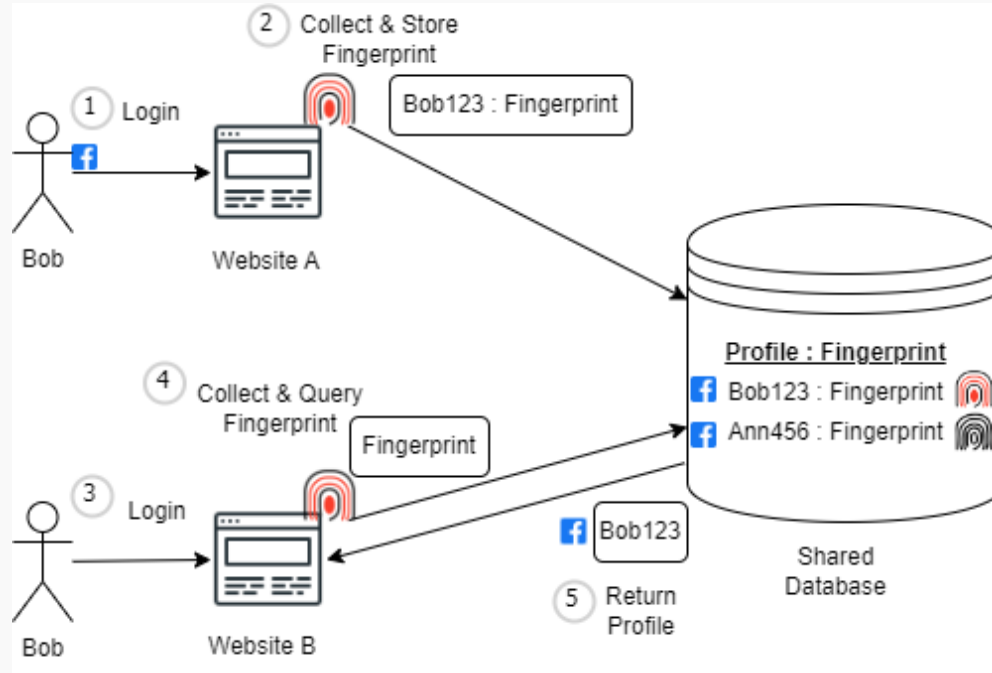 2
Collect & Store
Fingerprint
1
Login
Bob123 : Fingerprint
Bob
Website A
Profile : Fingerprint
f Bob123 : Fingerprint
f Ann456 : Fingerprint
4
Collect & Query
Fingerprint
Fingerprint
3
Login
f Bob123
Shared
Database
5
Return
Profile
Bob
Website B